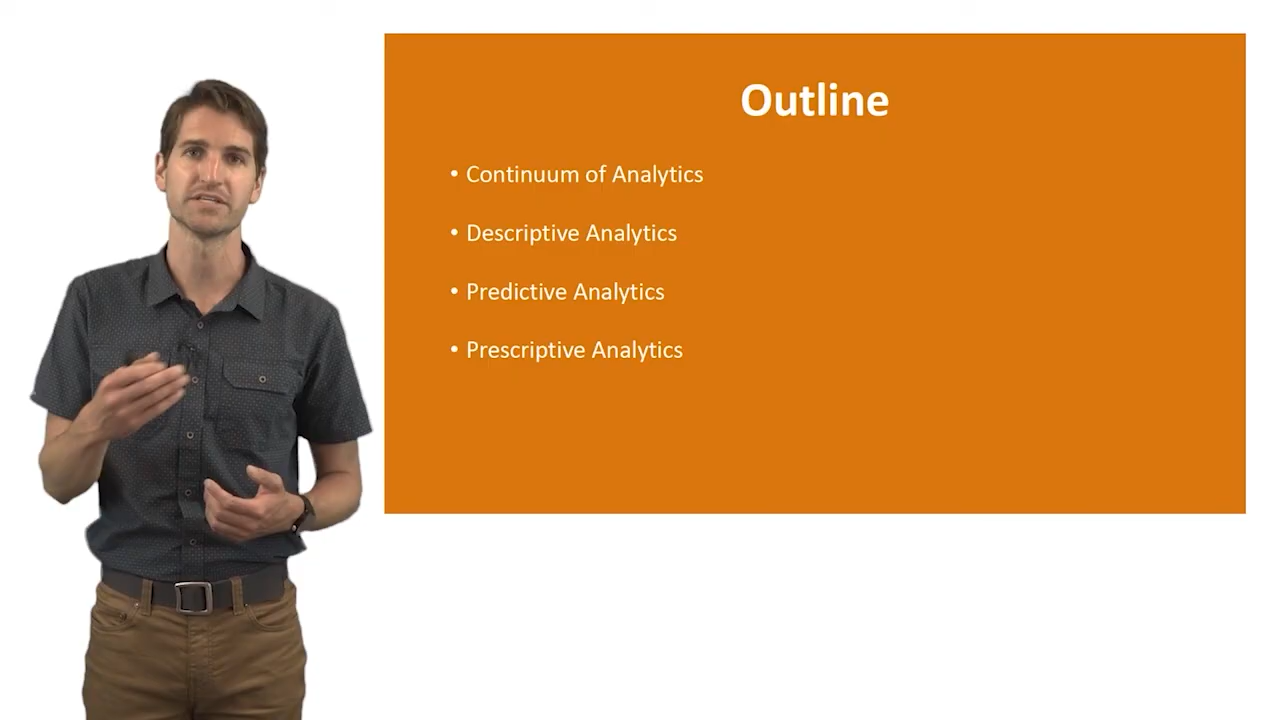 Outline
• Continuum of Analytics
• Descriptive Analytics
• Predictive Analytics
• Prescriptive Analytics